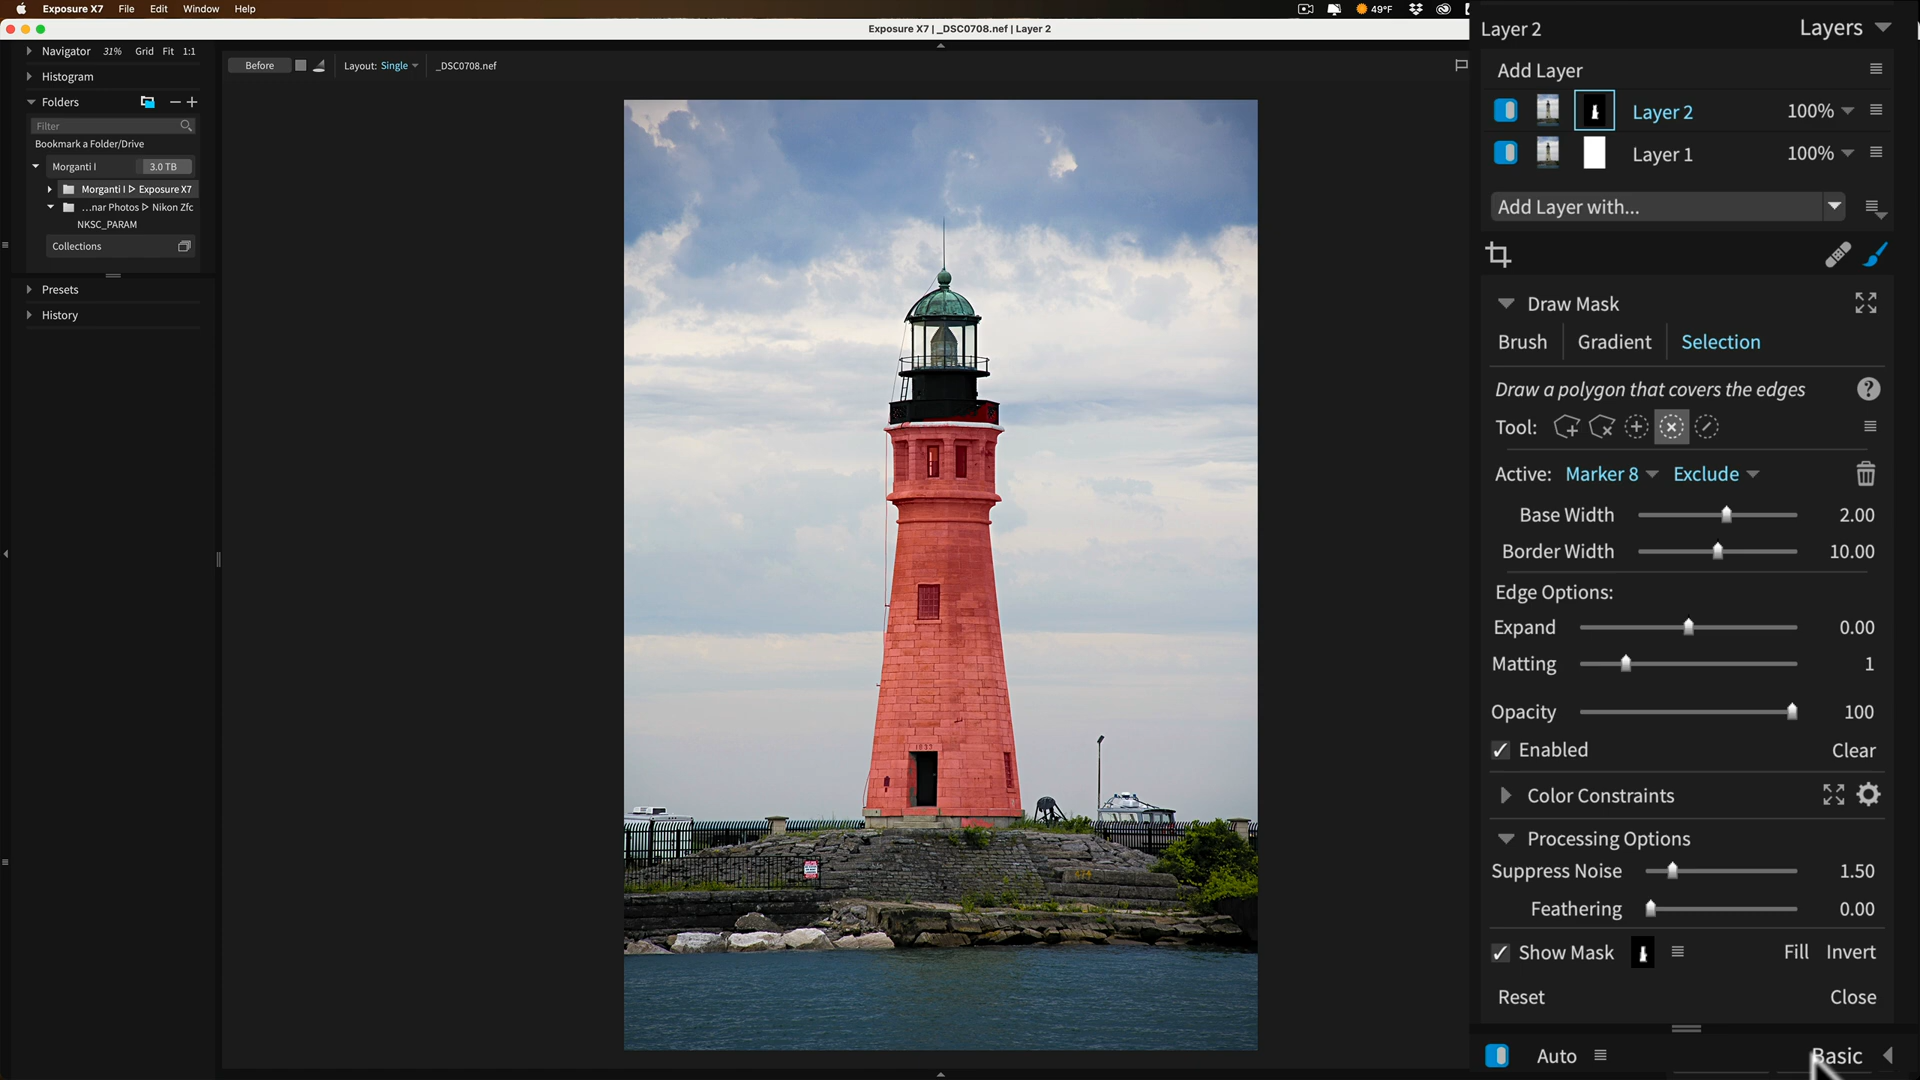 Exposure X7 File Edit Window Help
49°F
Exposure X7 | _DSC0708.nef | Layer 2
Navigator 31% Grid Fit 1:1
Histogram
Folders
Filter
Bookmark a Folder/Drive
Morganti I 3.0 TB
Morganti I ▷ Exposure X7
...nar Photos ▷ Nikon Zfc
NKSC_PARAM
Collections
Presets
History
Before Layout: Single _DSC0708.nef
1833
Layer 2 Layers
Add Layer
Layer 2 100%
Layer 1 100%
Add Layer with...
Draw Mask
Brush Gradient Selection
Draw a polygon that covers the edges ?
Tool:
Active: Marker 8 Exclude
Base Width 2.00
Border Width 10.00
Edge Options:
Expand 0.00
Matting 1
Opacity 100
Enabled Clear
Color Constraints
Processing Options
Suppress Noise 1.50
Feathering 0.00
Show Mask Fill Invert
Reset Close
Auto Basic